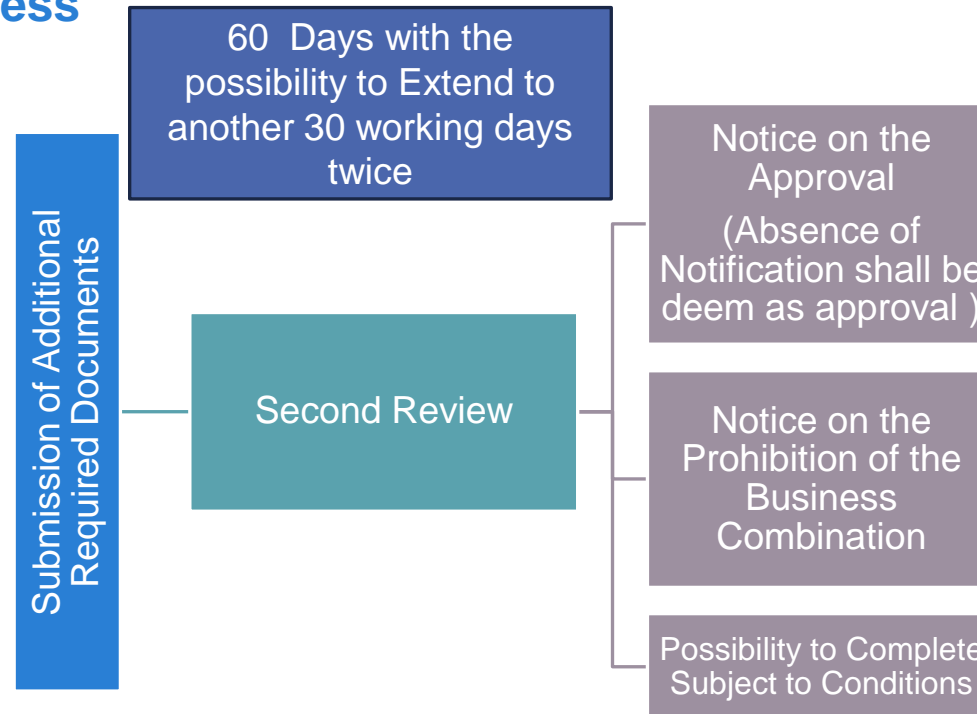 ess
60 Days with the
possibility to Extend to
another 30 working days
twice
Submission of Additional
Required Documents
Second Review
Notice on the
Approval
(Absence of
Notification shall be
deem as approval )
Notice on the
Prohibition of the
Business
Combination
Possibility to Complete
Subject to Conditions